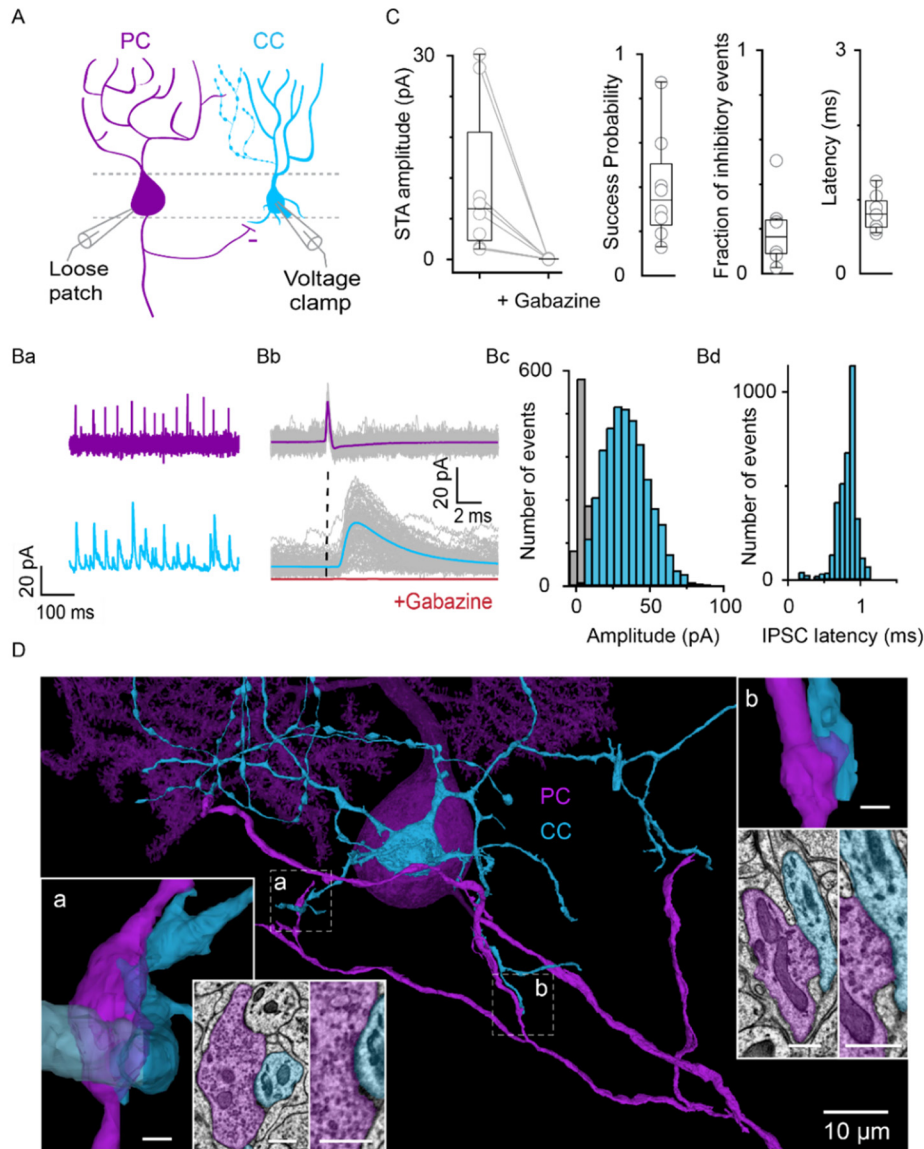 A
PC
CC
Loose
patch
Voltage
clamp
-
C
STA amplitude (pA)
30
0
+ Gabazine
Success Probability
1
0
Fraction of inhibitory events
1
0
Latency (ms)
3
0
Ba
20 pA
100 ms
Bb
20 pA
2 ms
+Gabazine
Bc
Number of events
600
0
0
50
100
Amplitude (pA)
Bd
Number of events
1000
0
0
1
IPSC latency (ms)
D
PC
CC
a
b
a
b
10 µm